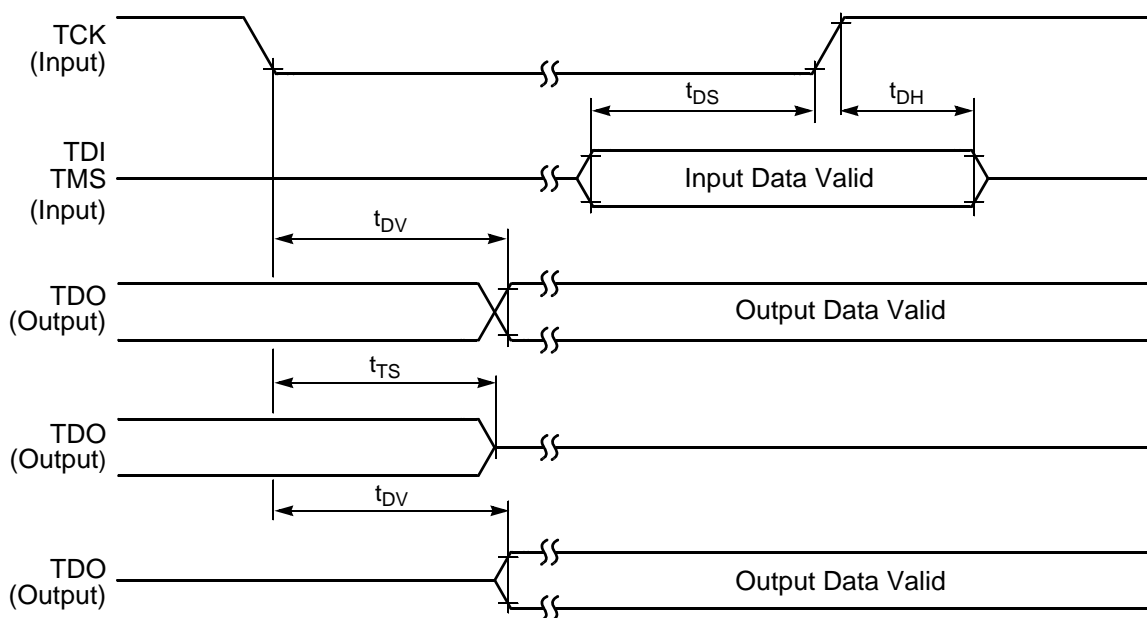 TCK
(Input)
tDS
tDH
TDI
TMS
(Input)
Input Data Valid
tDV
TDO
(Output)
Output Data Valid
tTS
TDO
(Output)
tDV
TDO
(Output)
Output Data Valid